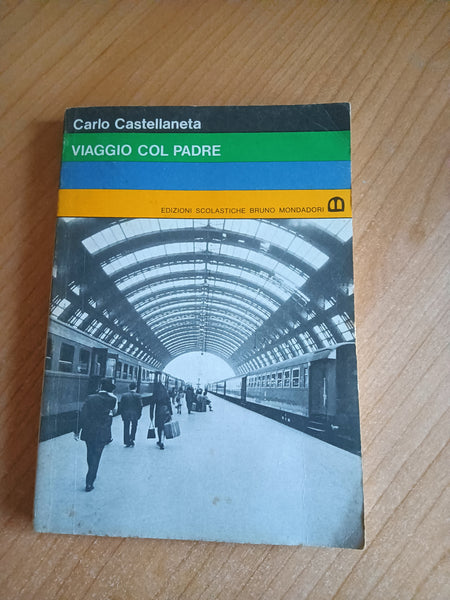 Carlo Castellaneta
VIAGGIO COL PADRE
EDIZIONI SCOLASTICHE BRUNO MONDADORI